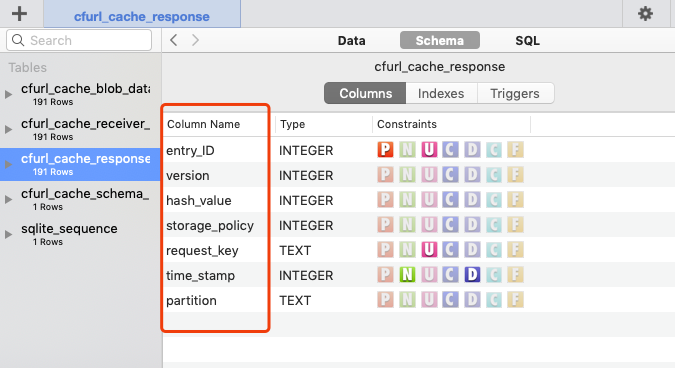 cfurl_cache_response
Search
Data Schema SQL
Tables
cfurl_cache_blob_data
191 Rows
cfurl_cache_receiver_
191 Rows
cfurl_cache_response
191 Rows
cfurl_cache_schema_
1 Rows
sqlite_sequence
1 Rows
cfurl_cache_response
Columns Indexes Triggers
Column Name Type Constraints
entry_ID INTEGER P N U C D C F
version INTEGER P N U C D C F
hash_value INTEGER P N U C D C F
storage_policy INTEGER P N U C D C F
request_key TEXT P N U C D C F
time_stamp INTEGER P N U C D C F
partition TEXT P N U C D C F